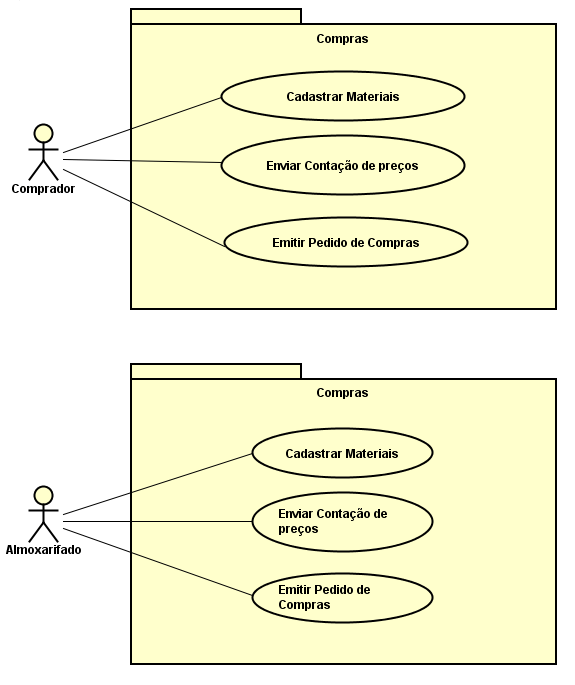 Compras
Cadastrar Materiais
Enviar Contação de preços
Comprador
Emitir Pedido de Compras
Compras
Cadastrar Materiais
Enviar Contação de
preços
Almoxarifado
Emitir Pedido de
Compras